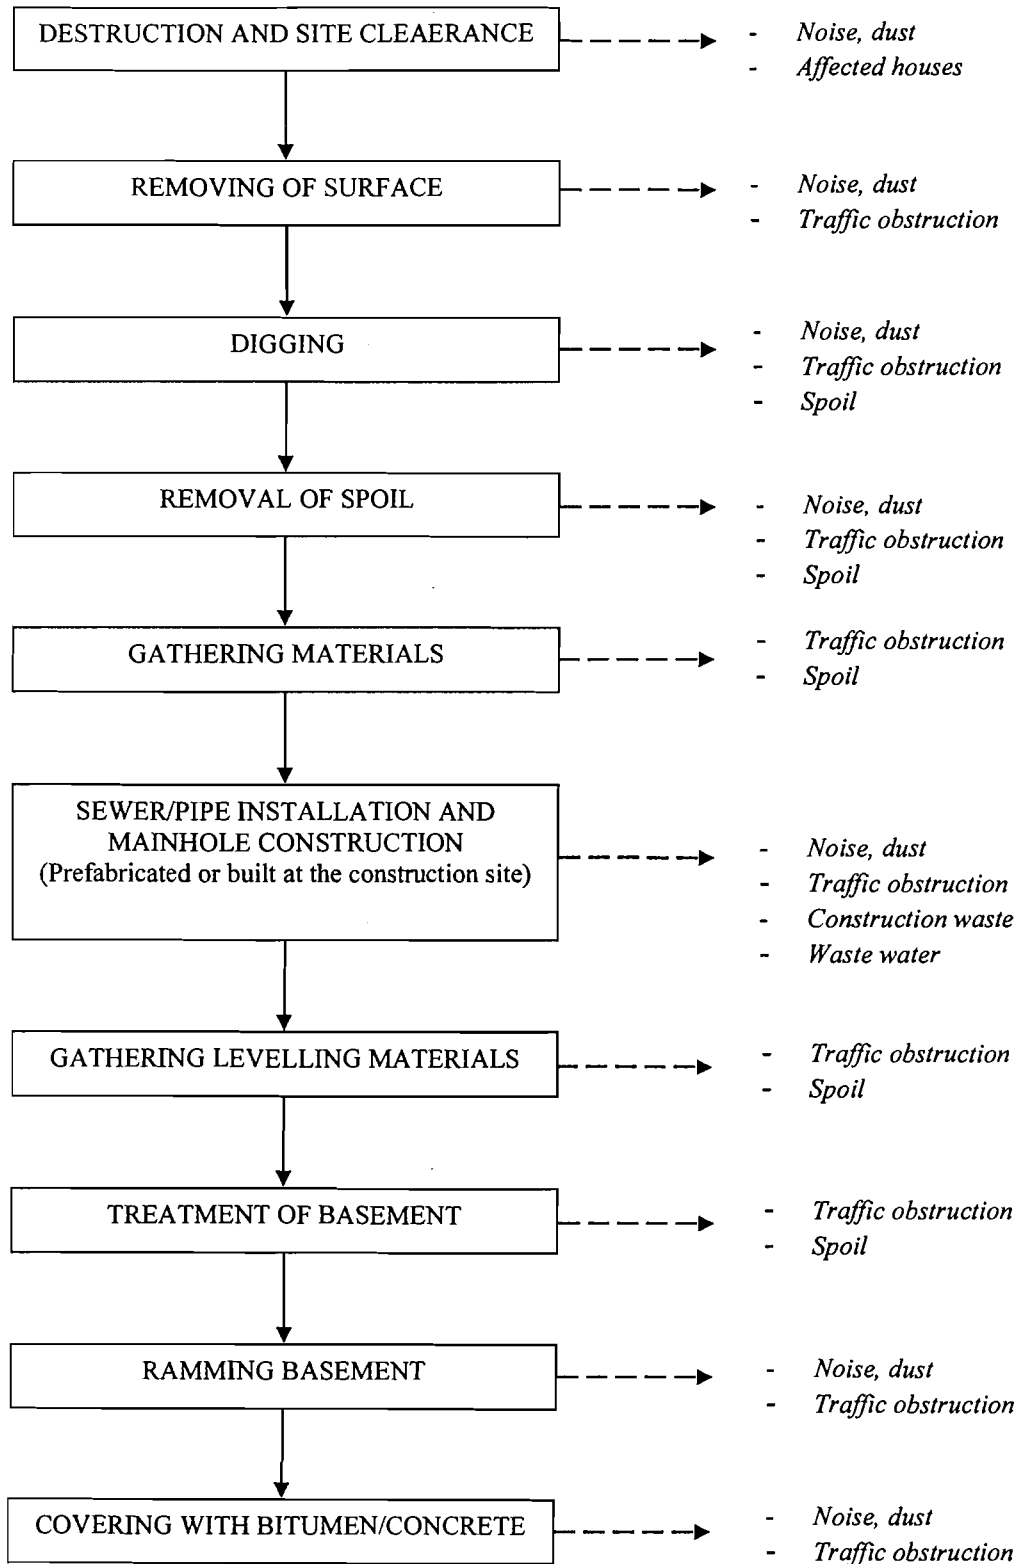 DESTRUCTION AND SITE CLEAERANCE
- Noise, dust
- Affected houses
REMOVING OF SURFACE
- Noise, dust
- Traffic obstruction
DIGGING
- Noise, dust
- Traffic obstruction
- Spoil
REMOVAL OF SPOIL
- Noise, dust
- Traffic obstruction
- Spoil
GATHERING MATERIALS
- Traffic obstruction
- Spoil
SEWER/PIPE INSTALLATION AND
MAINHOLE CONSTRUCTION
(Prefabricated or built at the construction site)
- Noise, dust
- Traffic obstruction
- Construction waste
- Waste water
GATHERING LEVELLING MATERIALS
- Traffic obstruction
- Spoil
TREATMENT OF BASEMENT
- Traffic obstruction
- Spoil
RAMMING BASEMENT
- Noise, dust
- Traffic obstruction
COVERING WITH BITUMEN/CONCRETE
- Noise, dust
- Traffic obstruction